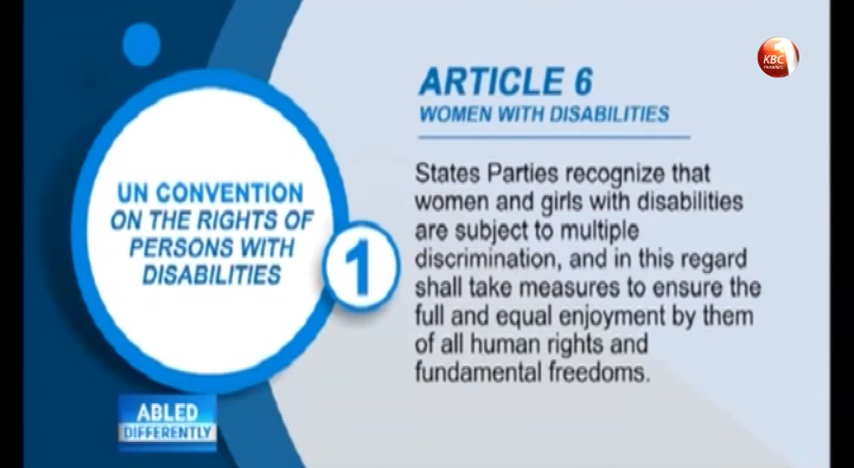 KBC
CHANNEL 1
ARTICLE 6
WOMEN WITH DISABILITIES
UN CONVENTION
ON THE RIGHTS OF
PERSONS WITH
DISABILITIES
1
States Parties recognize that
women and girls with disabilities
are subject to multiple
discrimination, and in this regard
shall take measures to ensure the
full and equal enjoyment by them
of all human rights and
fundamental freedoms.
ABLED
DIFFERENTLY